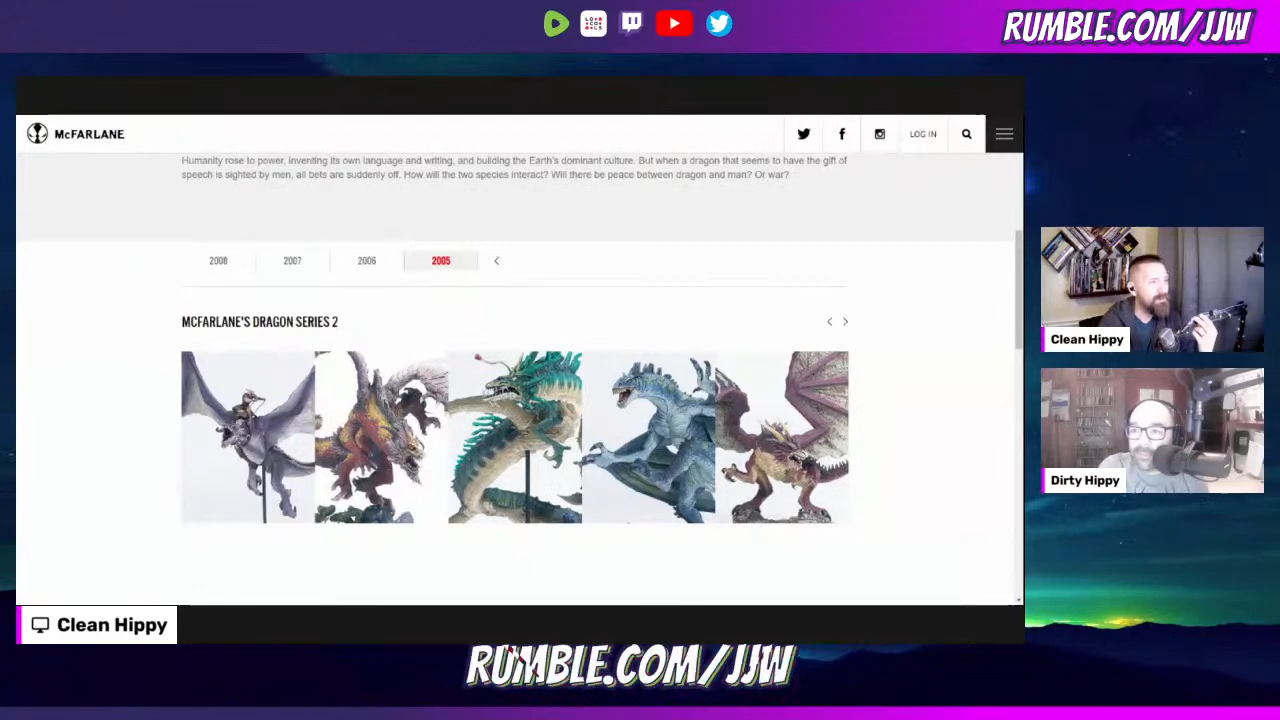 RUMBLE.COM/JJW
McFARLANE
LOG IN
Humanity rose to power, inventing its own language and writing, and building the Earth's dominant culture. But when a dragon that seems to have the gift of
speech is sighted by men, all bets are suddenly off. How will the two species interact? Will there be peace between dragon and man? Or war?
2008 2007 2006 2005
MCFARLANE'S DRAGON SERIES 2
Clean Hippy
Dirty Hippy
Clean Hippy
RUMBLE.COM/JJW